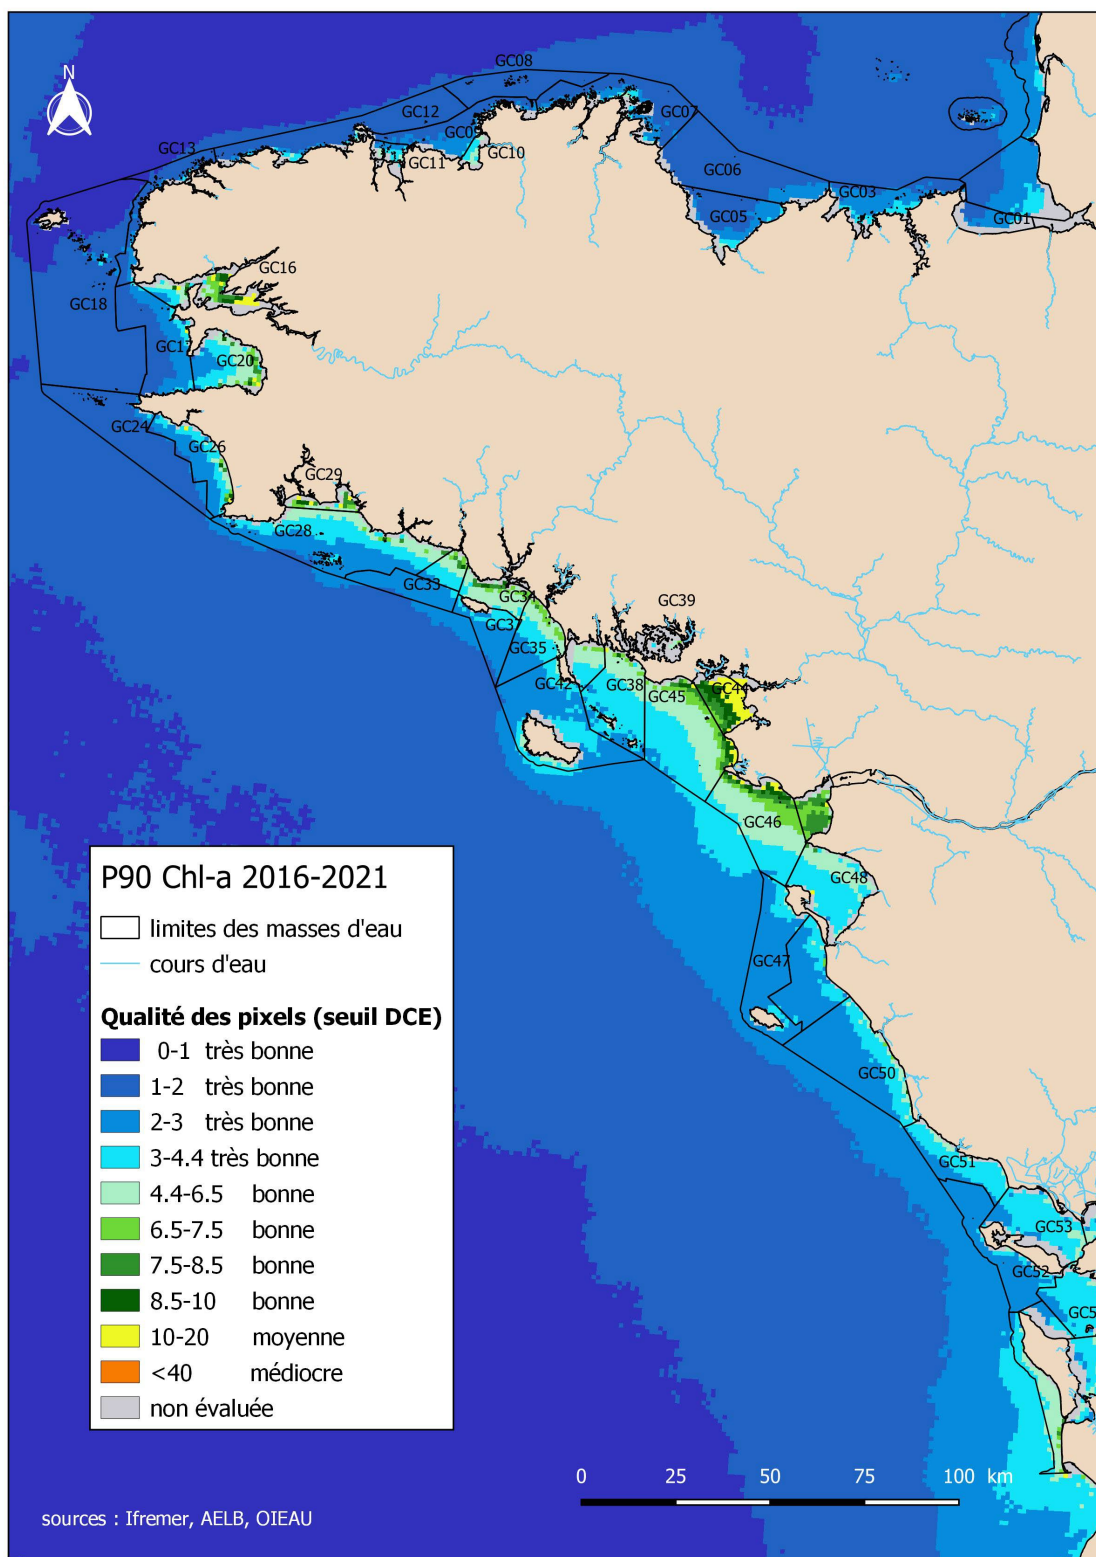 N
GC08
GC12
GC07
GC09
GC13
GC11
GC10
GC06
GC03
GC05
GC01
GC16
GC18
GC17
GC20
GC24
GC26
GC29
GC28
GC33
GC34
GC39
GC37
GC35
GC42
GC38
GC45
GC44
GC46
GC48
GC47
GC50
GC51
GC53
GC52
GC5
P90 Chl-a 2016-2021
limites des masses d'eau
cours d'eau
Qualité des pixels (seuil DCE)
0-1 très bonne
1-2 très bonne
2-3 très bonne
3-4.4 très bonne
4.4-6.5 bonne
6.5-7.5 bonne
7.5-8.5 bonne
8.5-10 bonne
10-20 moyenne
<40 médiocre
non évaluée
0 25 50 75 100 km
sources : Ifremer, AELB, OIEAU